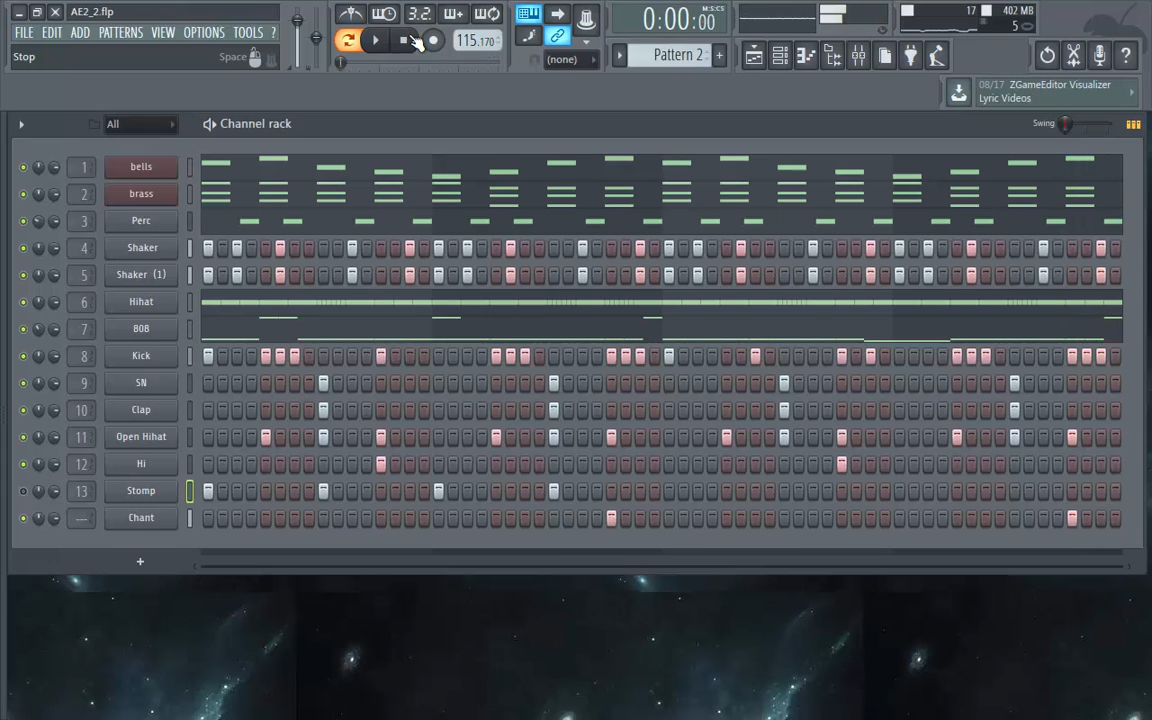 AE2_2.flp
FILE EDIT ADD PATTERNS VIEW OPTIONS TOOLS ?
Stop Space
3.2.
115.170
(none)
0:00:00
M:S:CS
Pattern 2
17
402 MB
5
08/17 ZGameEditor Visualizer
Lyric Videos
All
Channel rack
Swing
1 bells
2 brass
3 Perc
4 Shaker
5 Shaker (1)
6 Hihat
7 808
8 Kick
9 SN
10 Clap
11 Open Hihat
12 Hi
13 Stomp
--- Chant
+